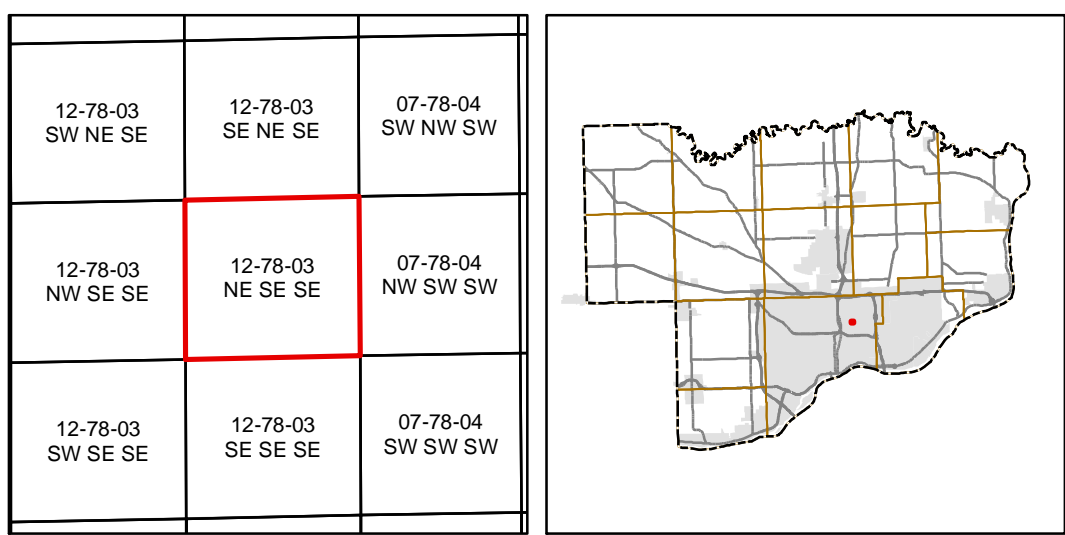 12-78-03
SW NE SE
12-78-03
SE NE SE
07-78-04
SW NW SW
12-78-03
NW SE SE
12-78-03
NE SE SE
07-78-04
NW SW SW
12-78-03
SW SE SE
12-78-03
SE SE SE
07-78-04
SW SW SW